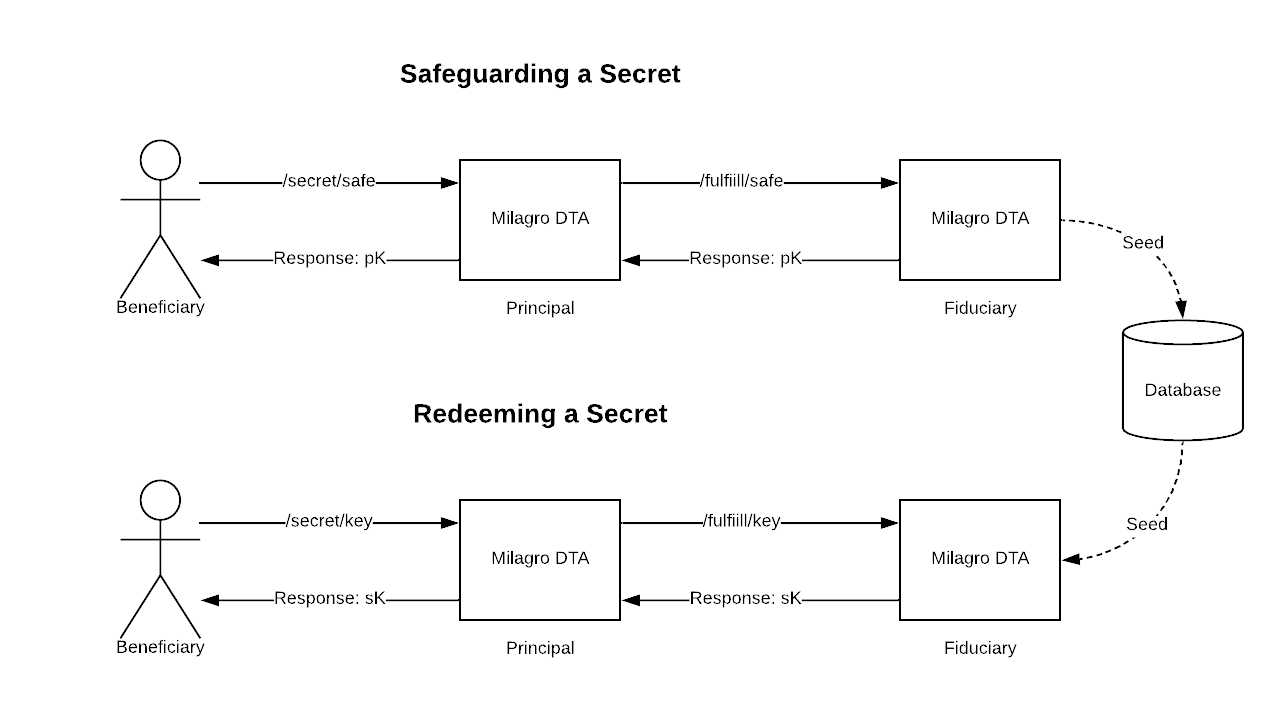 Safeguarding a Secret
/secret/safe
/fulfiill/safe
Milagro DTA
Milagro DTA
Seed
Response: pK
Response: pK
Beneficiary
Principal
Fiduciary
Database
Redeeming a Secret
/secret/key
/fulfiill/key
Seed
Milagro DTA
Milagro DTA
Response: sK
Response: sK
Beneficiary
Principal
Fiduciary